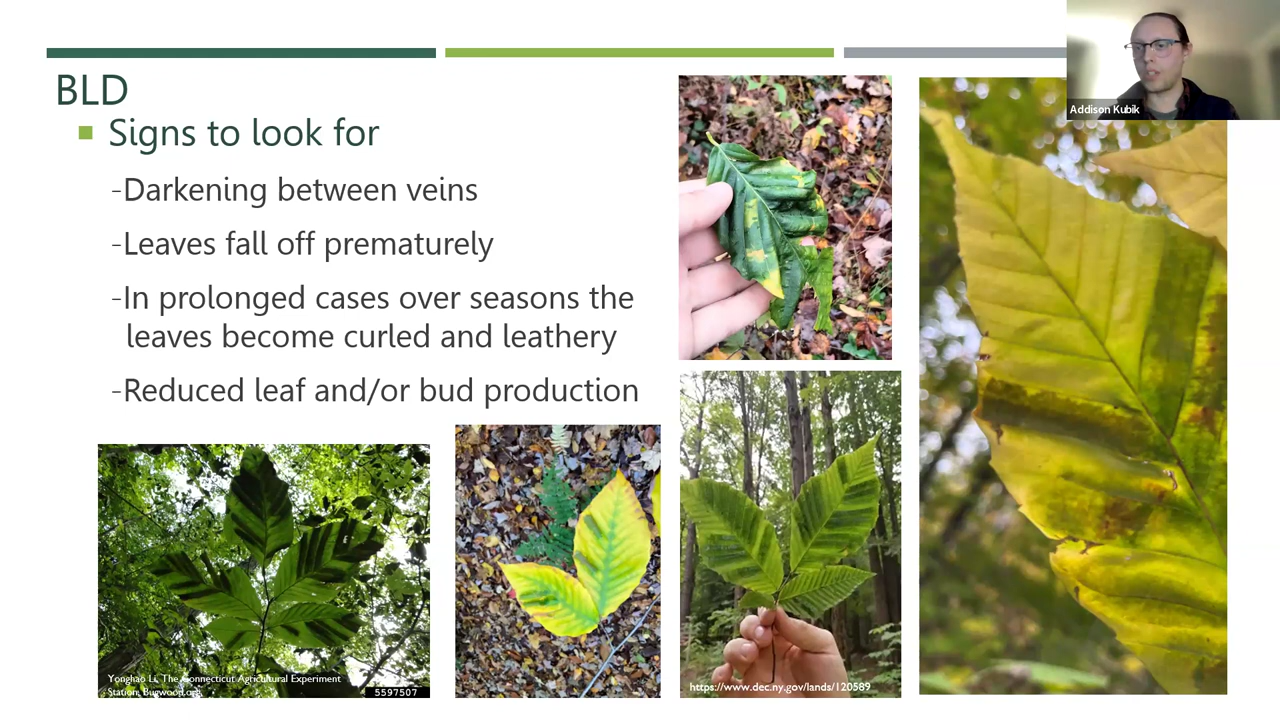 BLD
Signs to look for
-Darkening between veins
-Leaves fall off prematurely
-In prolonged cases over seasons the
leaves become curled and leathery
-Reduced leaf and/or bud production
Addison Kubik
Yonghao Li, The Connecticut Agricultural Experiment
Station, Bugwood.org
5597507
https://www.dec.ny.gov/lands/120589